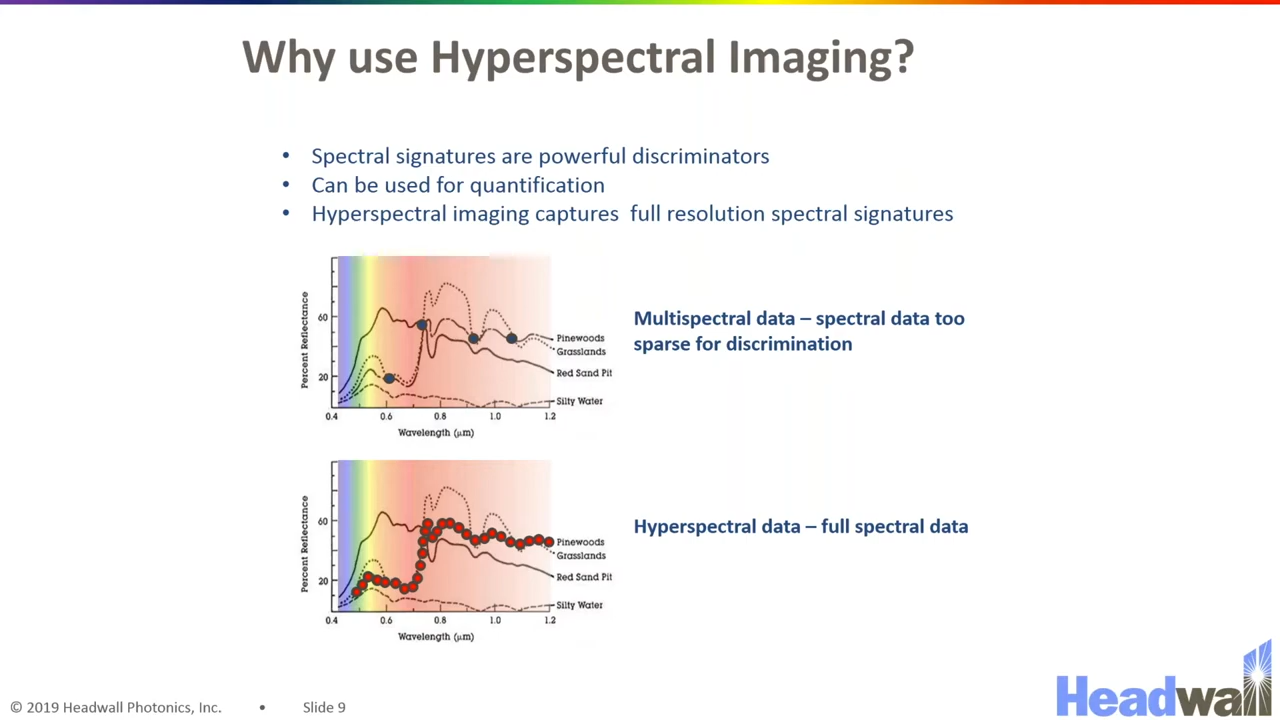 Why use Hyperspectral Imaging?
• Spectral signatures are powerful discriminators
• Can be used for quantification
• Hyperspectral imaging captures  full resolution spectral signatures
Percent Reflectance
60
20
0.4 0.6 0.8 1.0 1.2
Wavelength (μm)
Pinewoods
Grasslands
Red Sand Pit
Silty Water
Multispectral data – spectral data too
sparse for discrimination
Percent Reflectance
60
20
0.4 0.6 0.8 1.0 1.2
Wavelength (μm)
Pinewoods
Grasslands
Red Sand Pit
Silty Water
Hyperspectral data – full spectral data
© 2019 Headwall Photonics, Inc. • Slide 9
Headwall